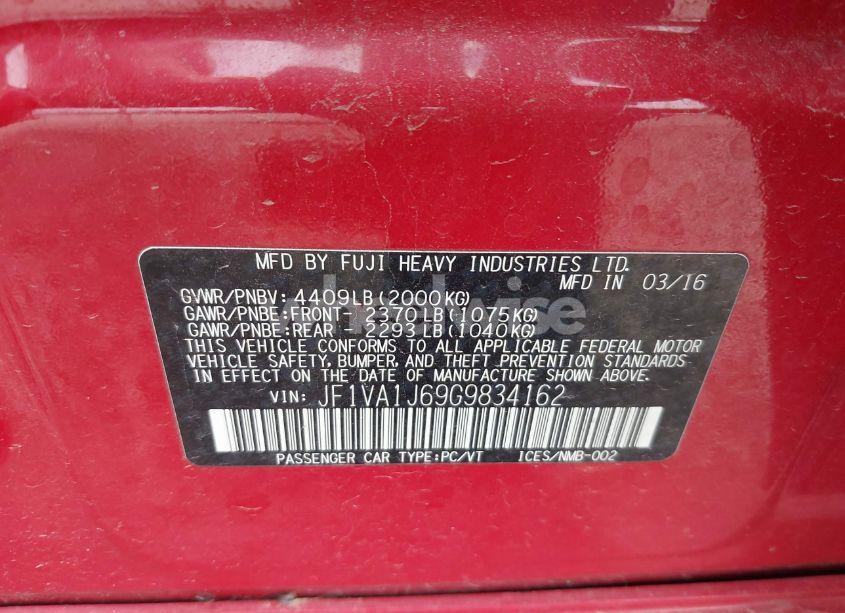 MFD BY FUJI HEAVY INDUSTRIES LTD.
MFD IN 03/16
GVWR/PNBV: 4409LB(2000KG)
GAWR/PNBE:FRONT- 2370LB(1075KG)
GAWR/PNBE:REAR - 2293LB(1040KG)
THIS VEHICLE CONFORMS TO ALL APPLICABLE FEDERAL MOTOR
VEHICLE SAFETY, BUMPER, AND THEFT PREVENTION STANDARDS
IN EFFECT ON THE DATE OF MANUFACTURE SHOWN ABOVE.
VIN: JF1VA1J69G9834162
PASSENGER CAR TYPE:PC/VT ICES/NMB-002